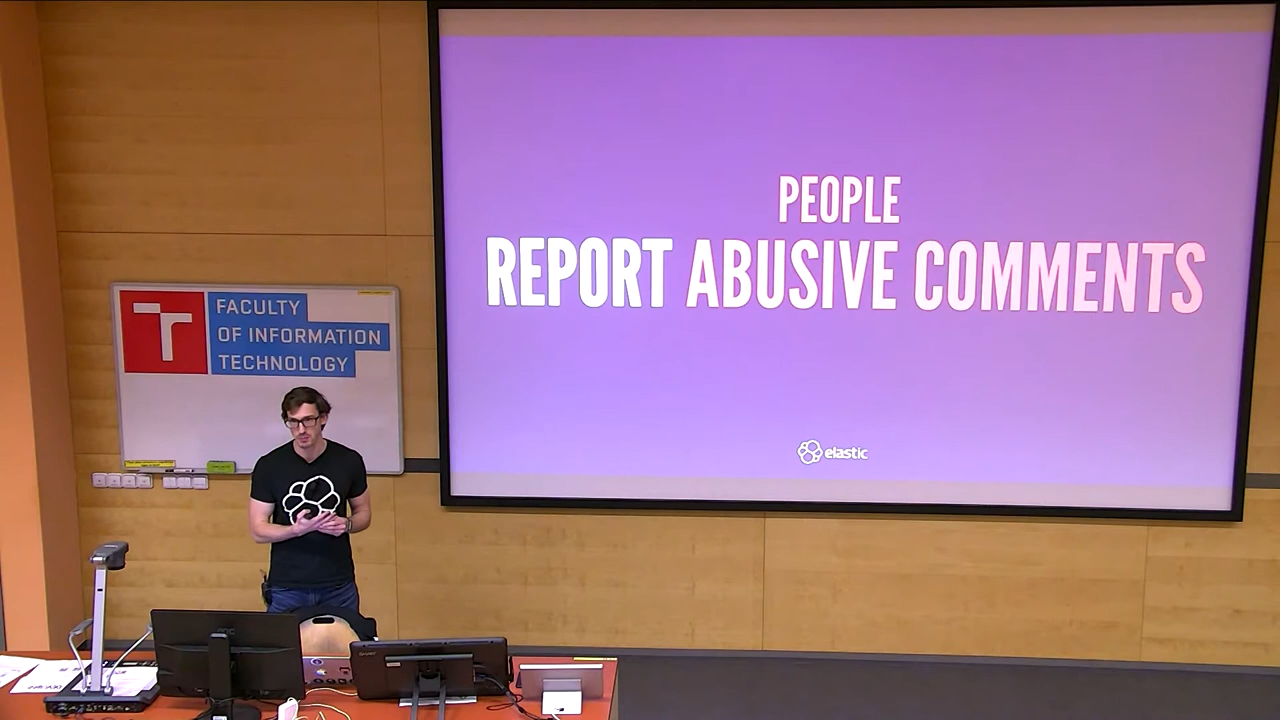 PEOPLE
REPORT ABUSIVE COMMENTS
elastic
FACULTY
OF INFORMATION
TECHNOLOGY